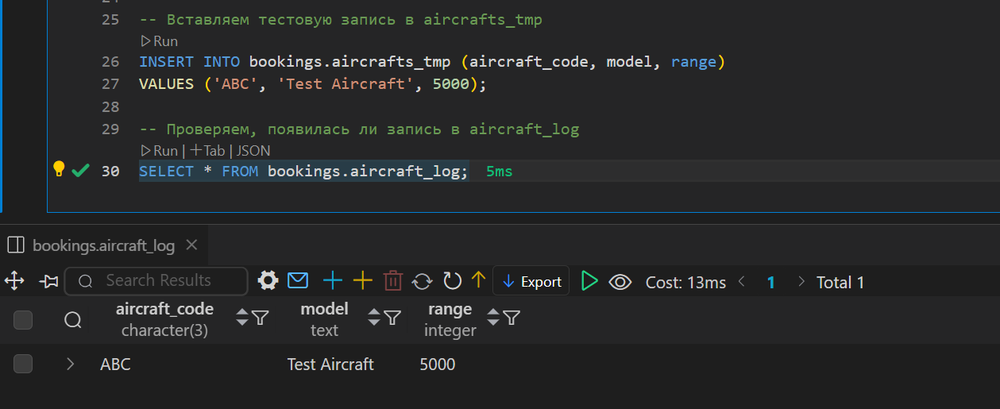 25 -- Вставляем тестовую запись в aircrafts_tmp
Run
26 INSERT INTO bookings.aircrafts_tmp (aircraft_code, model, range)
27 VALUES ('ABC', 'Test Aircraft', 5000);
28
29 -- Проверяем, появилась ли запись в aircraft_log
Run | +Tab | JSON
30 SELECT * FROM bookings.aircraft_log; 5ms
bookings.aircraft_log
Search Results Export Cost: 13ms 1 Total 1
aircraft_code model range
character(3) text integer
ABC Test Aircraft 5000